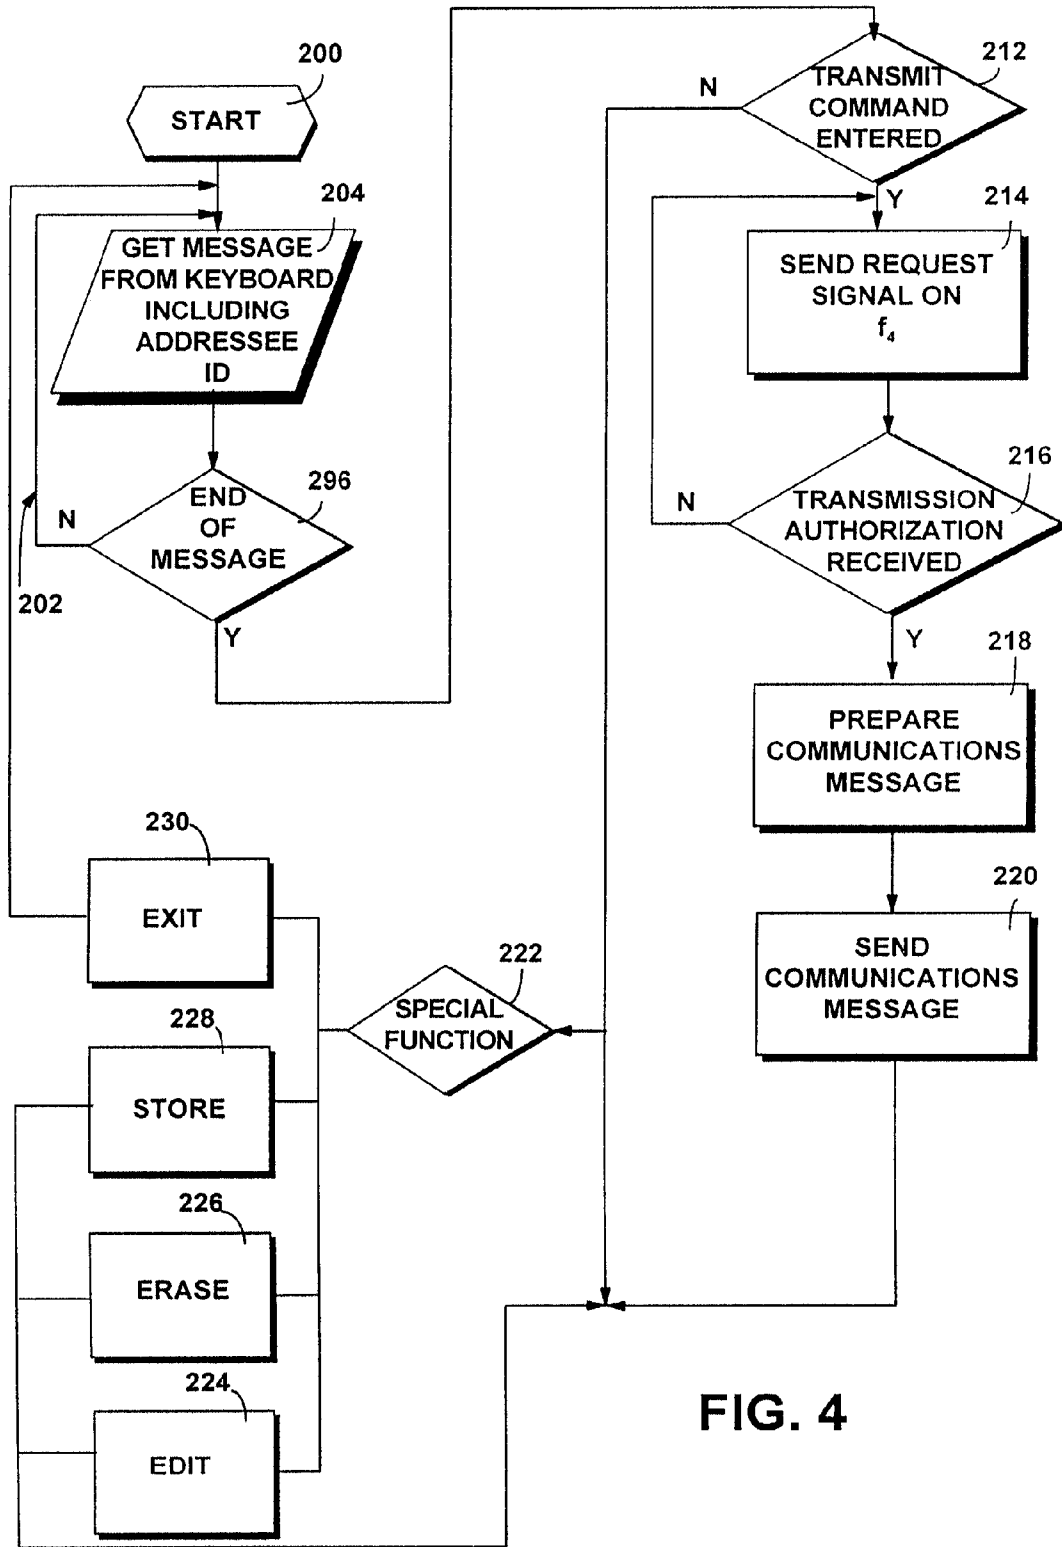 200
START
204
GET MESSAGE
FROM KEYBOARD
INCLUDING
ADDRESSEE
ID
296
END
OF
MESSAGE
N
202
Y
212
TRANSMIT
COMMAND
ENTERED
N
Y
214
SEND REQUEST
SIGNAL ON
f4
216
TRANSMISSION
AUTHORIZATION
RECEIVED
N
Y
218
PREPARE
COMMUNICATIONS
MESSAGE
220
SEND
COMMUNICATIONS
MESSAGE
222
SPECIAL
FUNCTION
230
EXIT
228
STORE
226
ERASE
224
EDIT
FIG. 4